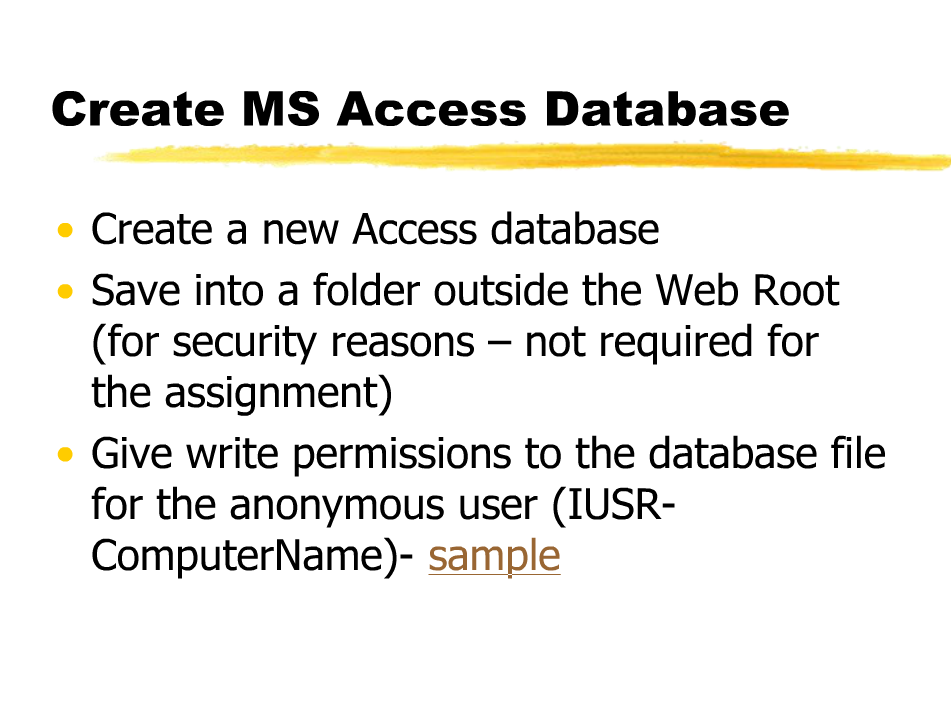 Create MS Access Database
• Create a new Access database
• Save into a folder outside the Web Root
(for security reasons – not required for
the assignment)
• Give write permissions to the database file
for the anonymous user (IUSR-
ComputerName)- sample